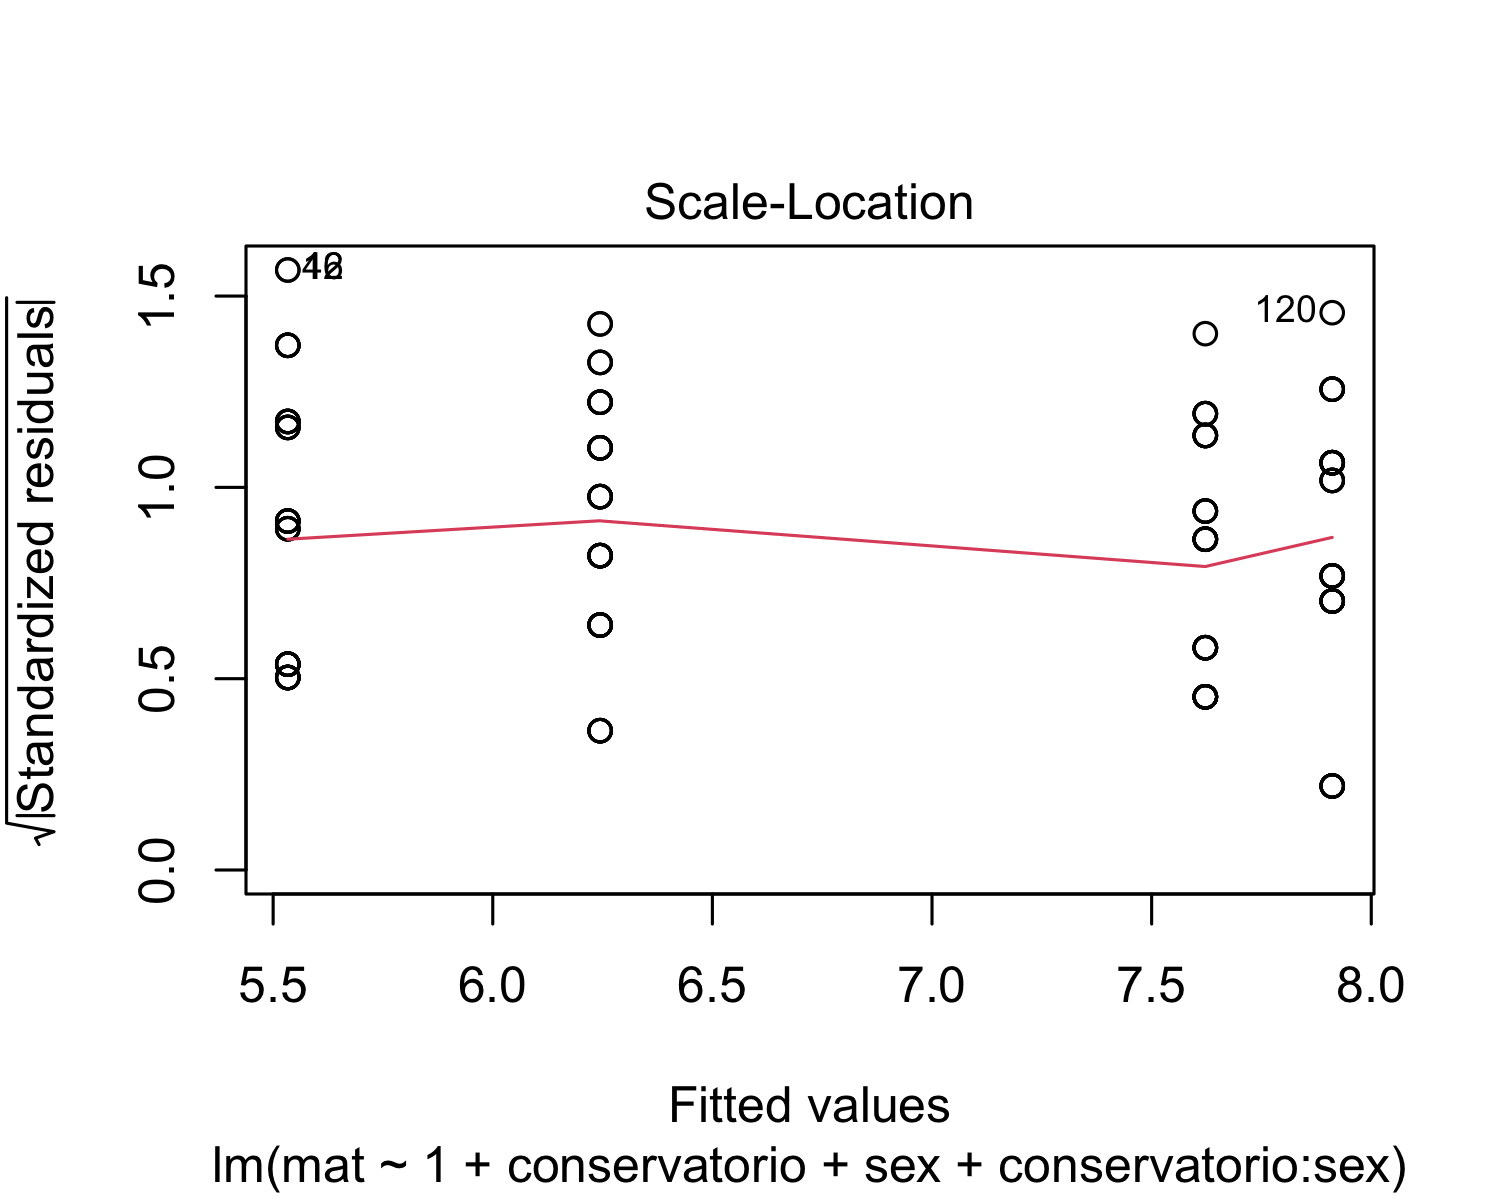 Scale-Location
√|Standardized residuals|
1.5
1.0
0.5
0.0
120
5.5 6.0 6.5 7.0 7.5 8.0
Fitted values
lm(mat ~ 1 + conservatorio + sex + conservatorio:sex)